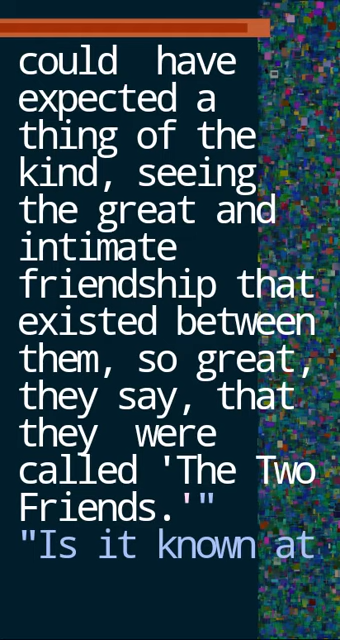 could  have
expected a
thing of the
kind, seeing
the great and
intimate
friendship that
existed between
them, so great,
they say, that
they  were
called 'The Two
Friends.'"
"Is it known at